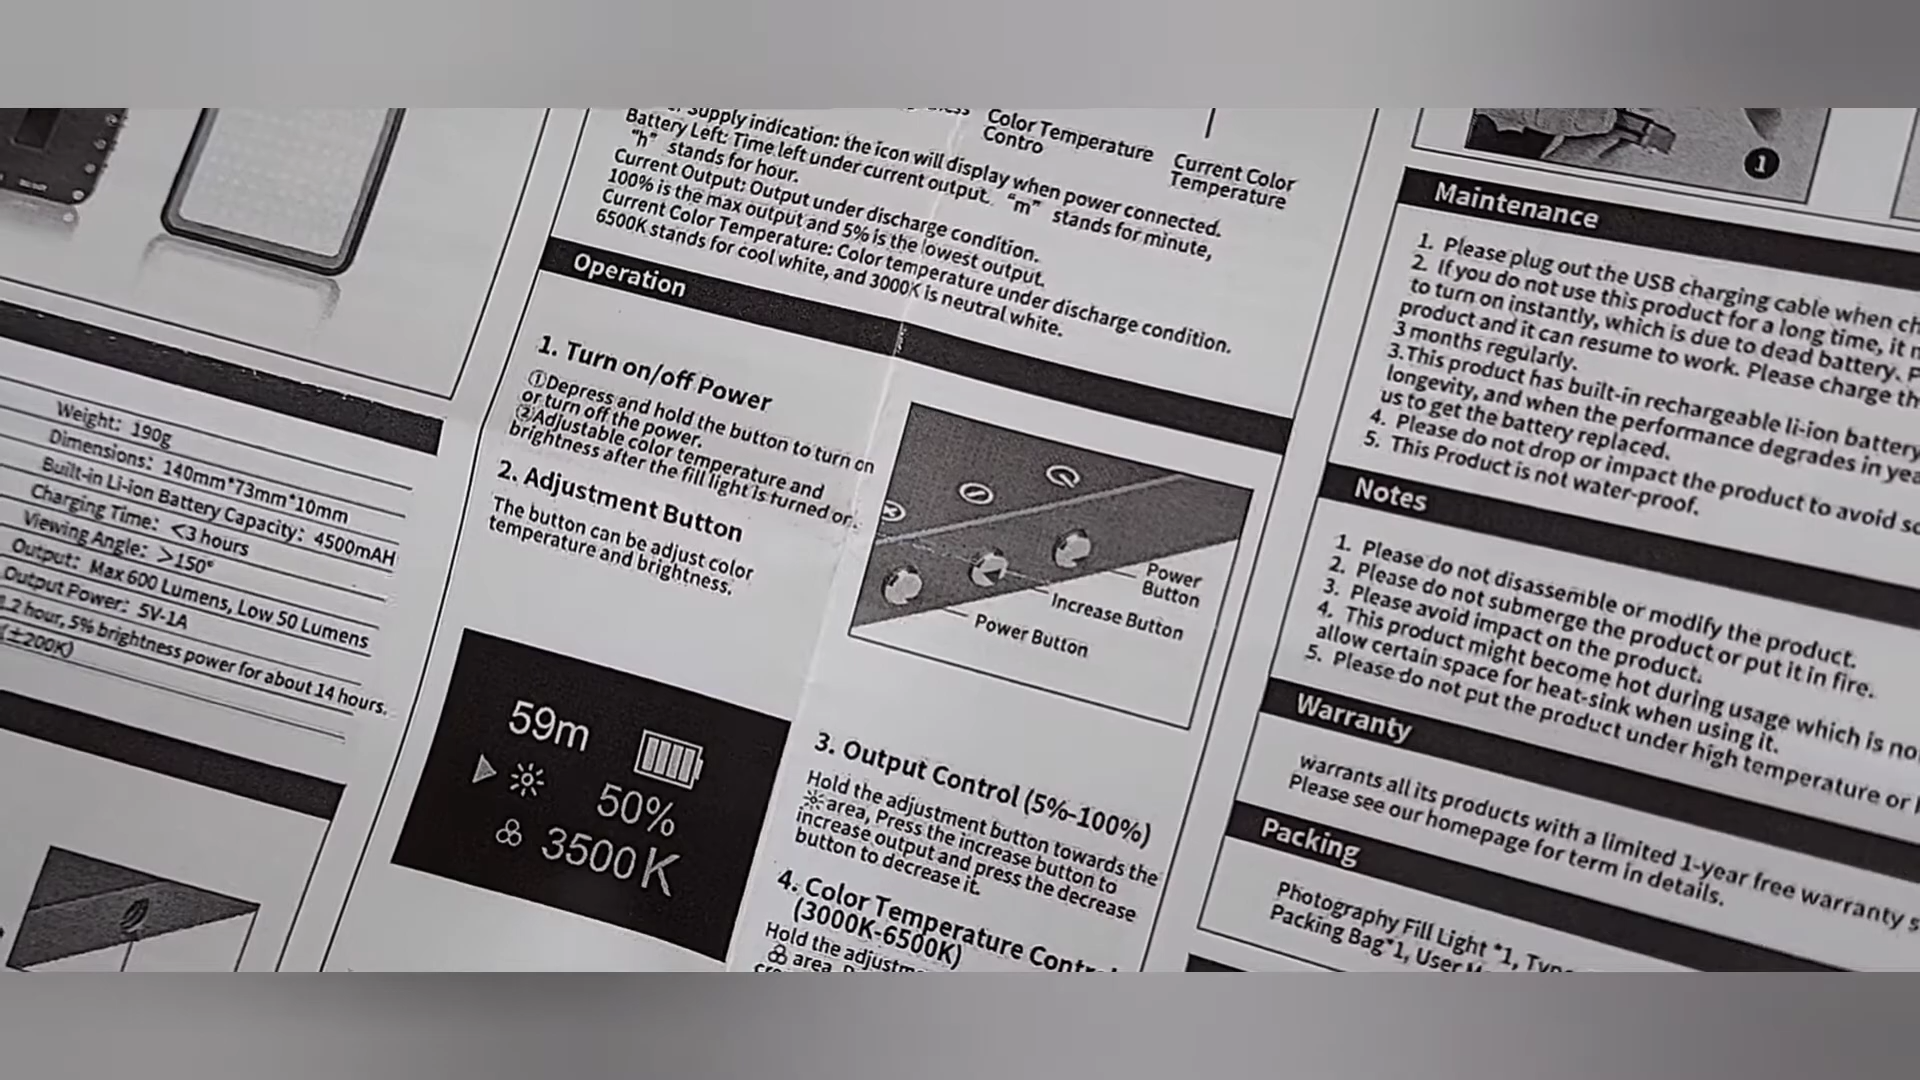 Weight: 190g
Dimensions: 140mm*73mm*10mm
Built-in Li-ion Battery Capacity: 4500mAH
Charging Time: <3 hours
Viewing Angle: >150°
Output: Max 600 Lumens, Low 50 Lumens
Output Power: 5V-1A
1.2 hour, 5% brightness power for about 14 hours.
(±200K)
Color Temperature
Contro
Current Color
Temperature
Supply indication: the icon will display when power connected.
Battery Left: Time left under current output. "m" stands for minute,
"h" stands for hour.
Current Output: Output under discharge condition.
100% is the max output and 5% is the lowest output.
Current Color Temperature: Color temperature under discharge condition.
6500K stands for cool white, and 3000K is neutral white.
Operation
1. Turn on/off Power
①Depress and hold the button to turn on
or turn off the power.
②Adjustable color temperature and
brightness after the fill light is turned on.
2. Adjustment Button
The button can be adjust color
temperature and brightness.
Power
Button
Increase Button
Power Button
59m
50%
3500K
3. Output Control (5%-100%)
Hold the adjustment button towards the
area, Press the increase button to
increase output and press the decrease
button to decrease it.
4. Color Temperature
(3000K-6500K)
Hold the
area.
1
Maintenance
1. Please plug out the USB charging cable when
2. If you do not use this product for a long time, it
to turn on instantly, which is due to dead battery.
product and it can resume to work. Please charge
3 months regularly.
3.This product has built-in rechargeable li-ion battery
longevity, and when the performance degrades in
us to get the battery replaced.
4. Please do not drop or impact the product to avoid
5. This Product is not water-proof.
Notes
1. Please do not disassemble or modify the product.
2. Please do not submerge the product or put it in fire.
3. Please avoid impact on the product.
4. This product might become hot during usage which is
allow certain space for heat-sink when using it.
5. Please do not put the product under high temperature or
Warranty
warrants all its products with a limited 1-year free warranty
Please see our homepage for term in details.
Packing
Photography Fill Light *1,
Packing Bag*1, User